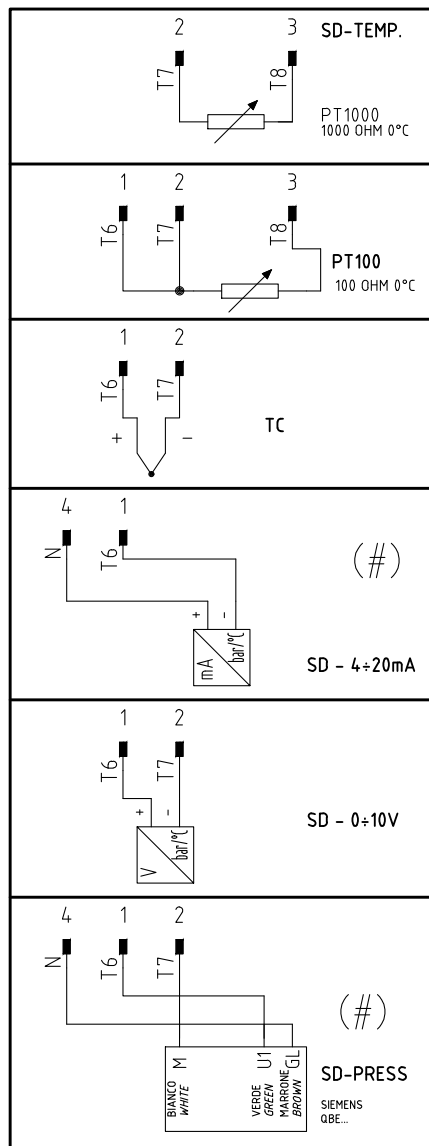 2 3 SD-TEMP.
T7 T8
PT1000
1000 OHM 0°C
1 2 3
T6 T7 T8
PT100
100 OHM 0°C
1 2
T6 T7
+ -
TC
4 1
N T6
(#)
+ -
mA bar/°C
SD - 4÷20mA
1 2
T6 T7
+ -
V bar/°C
SD - 0÷10V
4 1 2
N T6 T7
(#)
M U1 GL
BIANCO VERDE MARRONE
WHITE GREEN BROWN
SD-PRESS
SIEMENS
QBE...